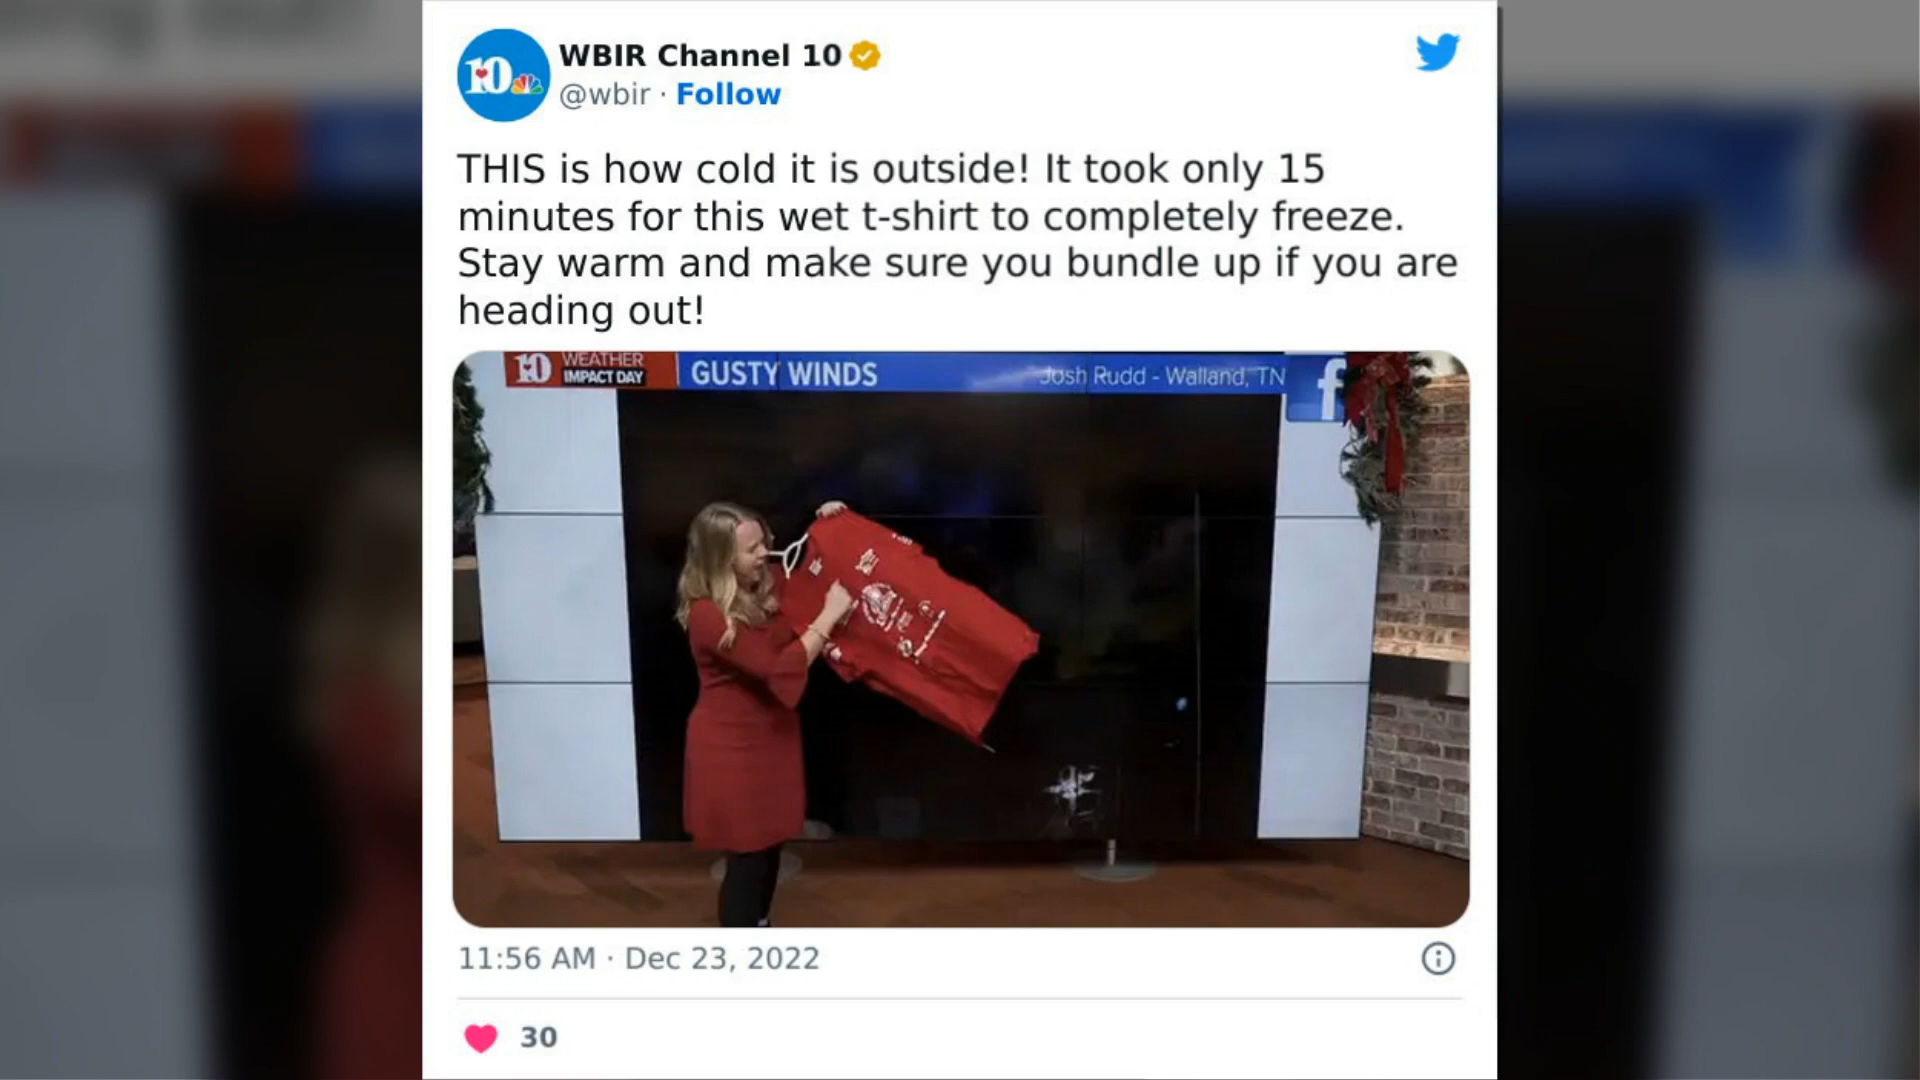 WBIR Channel 10
@wbir · Follow
THIS is how cold it is outside! It took only 15
minutes for this wet t-shirt to completely freeze.
Stay warm and make sure you bundle up if you are
heading out!
10 WEATHER
IMPACT DAY
GUSTY WINDS
Josh Rudd - Walland, TN
11:56 AM · Dec 23, 2022
30